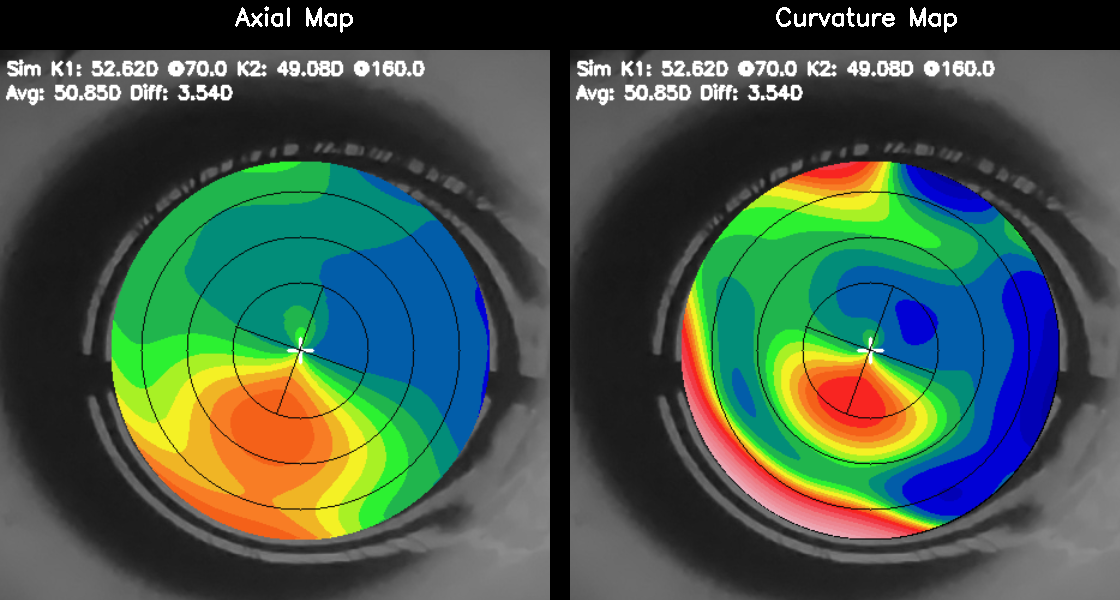 Axial Map
Curvature Map
Sim K1: 52.62D @70.0 K2: 49.08D @160.0
Avg: 50.85D Diff: 3.54D
Sim K1: 52.62D @70.0 K2: 49.08D @160.0
Avg: 50.85D Diff: 3.54D